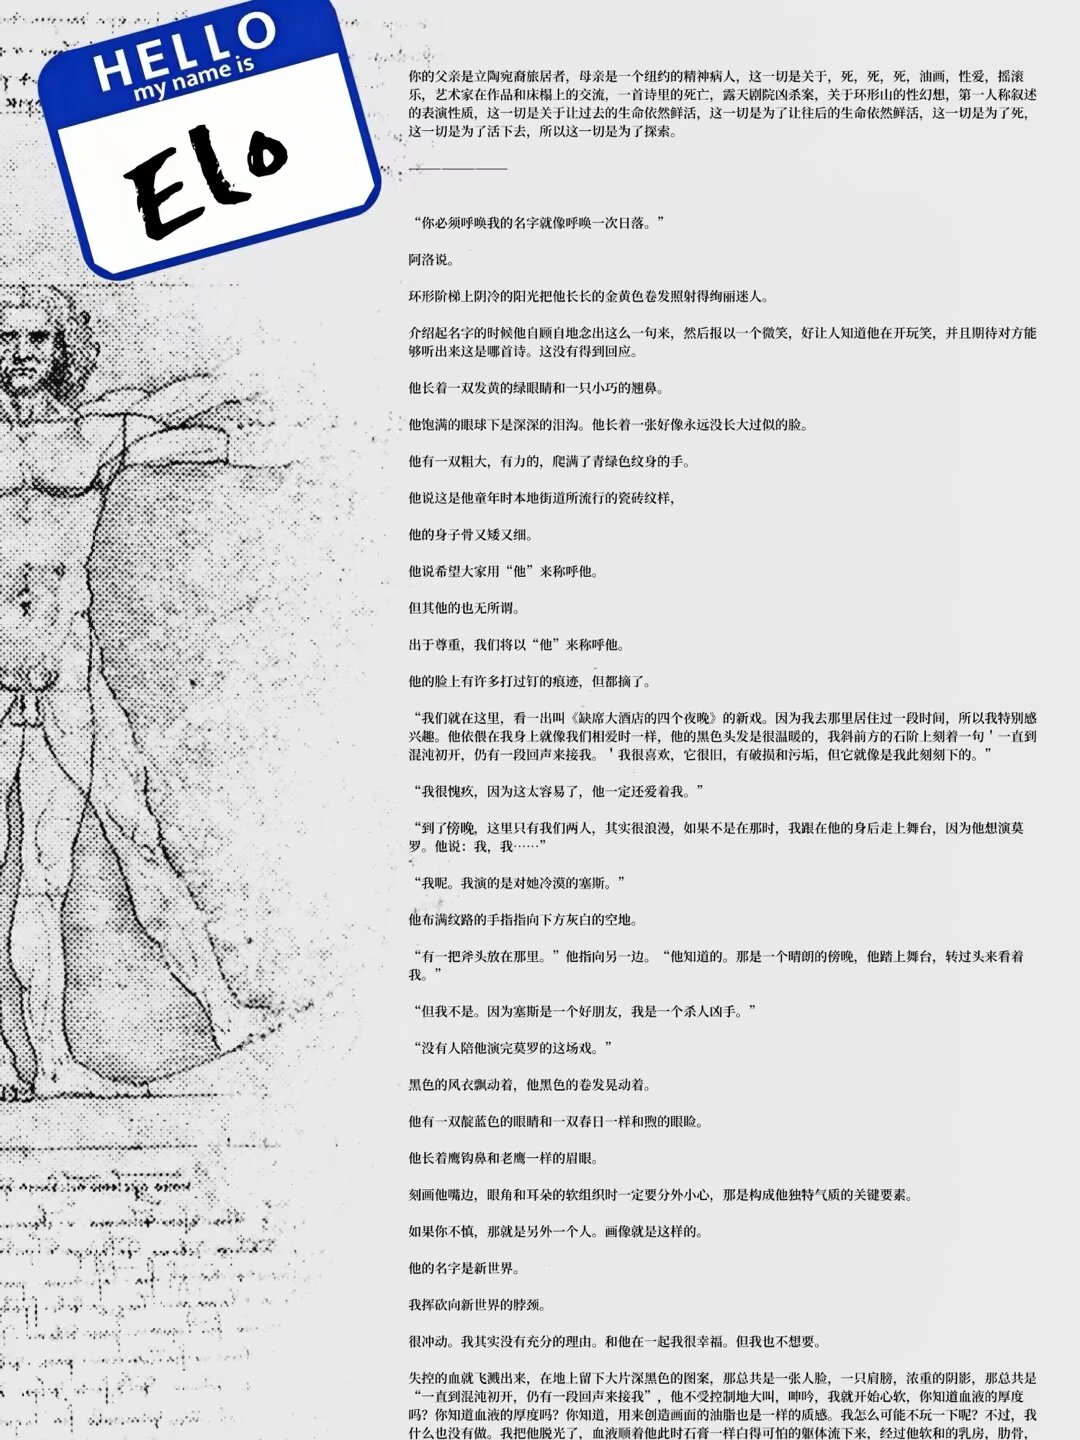 HELLO
my name is
Elo
你的父亲是立陶宛裔旅居者，母亲是一个纽约的精神病人，这一切是关于，死，死，死，油画，性爱，摇滚
乐，艺术家在作品和床榻上的交流，一首诗里的死亡，露天剧院凶杀案，关于环形山的性幻想，第一人称叙述
的表演性质，这一切是关于让过去的生命依然鲜活，这一切是为了让往后的生命依然鲜活，这一切是为了死，
这一切是为了活下去，所以这一切是为了探索。
“你必须呼唤我的名字就像呼唤一次日落。”
阿洛说。
环形阶梯上阴冷的阳光把他长长的金黄色卷发照射得绚丽迷人。
介绍起名字的时候他自顾自地念出这么一句来，然后报以一个微笑，好让人知道他在开玩笑，并且期待对方能
够听出来这是哪首诗。这没有得到回应。
他长着一双发黄的绿眼睛和一只小巧的翘鼻。
他饱满的眼球下是深深的泪沟。他长着一张好像永远没长大过似的脸。
他有一双粗大，有力的，爬满了青绿色纹身的手。
他说这是他童年时本地街道所流行的瓷砖纹样，
他的身子骨又矮又细。
他说希望大家用“他”来称呼他。
但其他的也无所谓。
出于尊重，我们将以“他”来称呼他。
他的脸上有许多打过钉的痕迹，但都摘了。
“我们就在这里，看一出叫《缺席大酒店的四个夜晚》的新戏。因为我去那里居住过一段时间，所以我特别感
兴趣。他依偎在我身上就像我们相爱时一样，他的黑色头发是很温暖的，我斜前方的石阶上刻着一句＇一直到
混沌初开，仍有一段回声来接我。＇我很喜欢，它很旧，有破损和污垢，但它就像是我此刻刻下的。”
“我很愧疚，因为这太容易了，他一定还爱着我。”
“到了傍晚，这里只有我们两人，其实很浪漫，如果不是在那时，我跟在他的身后走上舞台，因为他想演莫
罗。他说：我，我……”
“我呢。我演的是对她冷漠的塞斯。”
他布满纹路的手指指向下方灰白的空地。
“有一把斧头放在那里。”他指向另一边。“他知道的。那是一个晴朗的傍晚，他踏上舞台，转过头来看着
我。”
“但我不是。因为塞斯是一个好朋友，我是一个杀人凶手。”
“没有人陪他演完莫罗的这场戏。”
黑色的风衣飘动着，他黑色的卷发晃动着。
他有一双靛蓝色的眼睛和一双春日一样和煦的眼睑。
他长着鹰钩鼻和老鹰一样的眉眼。
刻画他嘴边，眼角和耳朵的软组织时一定要分外小心，那是构成他独特气质的关键要素。
如果你不慎，那就是另外一个人。画像就是这样的。
他的名字是新世界。
我挥砍向新世界的脖颈。
很冲动。我其实没有充分的理由。和他在一起我很幸福。但我也不想要。
失控的血就飞溅出来，在地上留下大片深黑色的图案，那总共是一张人脸，一只肩膀，浓重的阴影，那总共是
“一直到混沌初开，仍有一段回声来接我”，他不受控制地大叫，呻吟，我就开始心软，你知道血液的厚度
吗？你知道血液的厚度吗？你知道，用来创造画面的油脂也是一样的质感。我怎么可能不玩一下呢？不过，我
什么也没有做。我把他脱光了，血液顺着他此时石膏一样白得可怕的躯体流下来，经过他软和的乳房，肋骨，